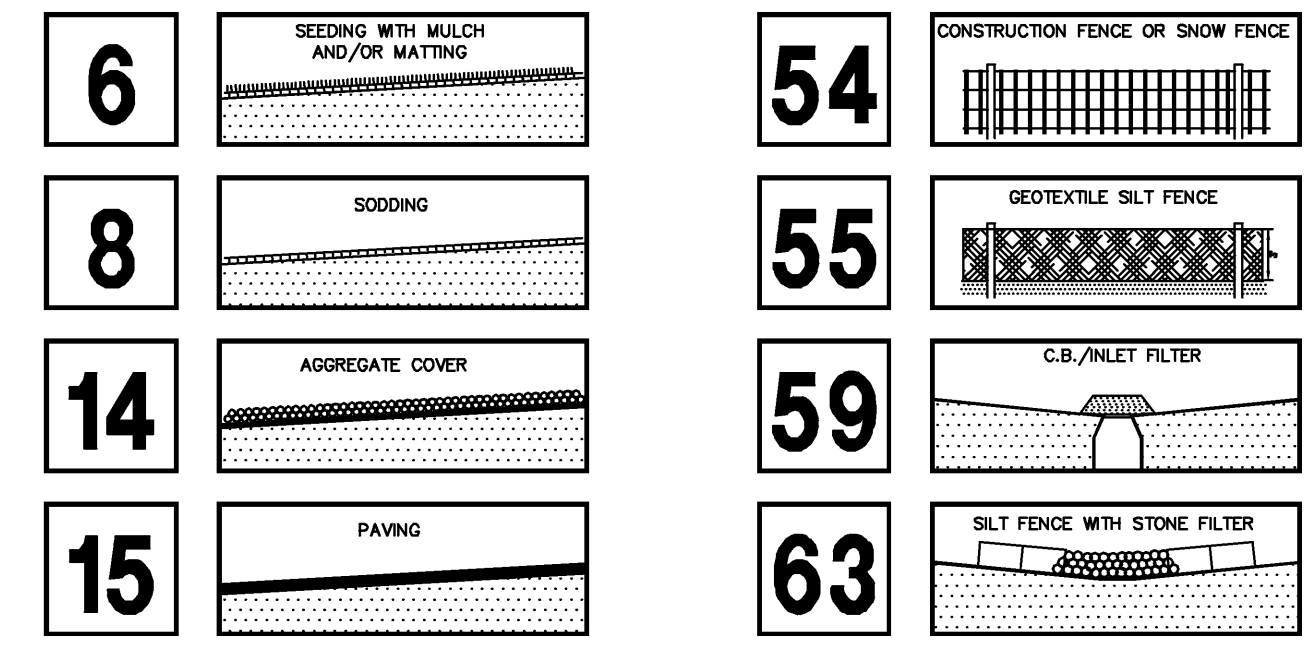 6
SEEDING WITH MULCH
AND/OR MATTING
8
SODDING
14
AGGREGATE COVER
15
PAVING
54
CONSTRUCTION FENCE OR SNOW FENCE
55
GEOTEXTILE SILT FENCE
59
C.B./INLET FILTER
63
SILT FENCE WITH STONE FILTER